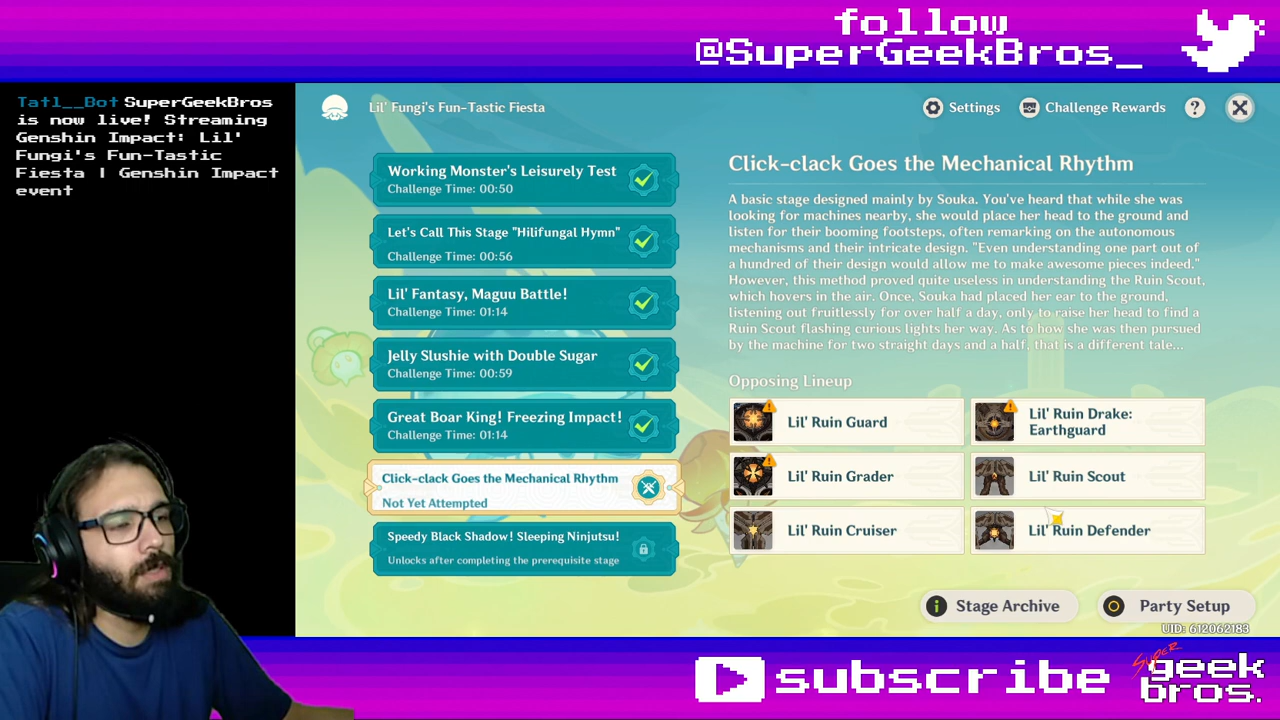 follow
@SuperGeekBros_
Tatl__Bot SuperGeekBros
is now live! Streaming
Genshin Impact: Lil'
Fungi's Fun-Tastic
Fiesta | Genshin Impact
event
Lil' Fungi's Fun-Tastic Fiesta
Settings
Challenge Rewards
?
Working Monster's Leisurely Test
Challenge Time: 00:50
Let's Call This Stage "Hilifungal Hymn"
Challenge Time: 00:56
Lil' Fantasy, Maguu Battle!
Challenge Time: 01:14
Jelly Slushie with Double Sugar
Challenge Time: 00:59
Great Boar King! Freezing Impact!
Challenge Time: 01:14
Click-clack Goes the Mechanical Rhythm
Not Yet Attempted
Speedy Black Shadow! Sleeping Ninjutsu!
Unlocks after completing the prerequisite stage
Click-clack Goes the Mechanical Rhythm
A basic stage designed mainly by Souka. You've heard that while she was
looking for machines nearby, she would place her head to the ground and
listen for their booming footsteps, often remarking on the autonomous
mechanisms and their intricate design. "Even understanding one part out of
a hundred of their design would allow me to make awesome pieces indeed."
However, this method proved quite useless in understanding the Ruin Scout,
which hovers in the air. Once, Souka had placed her ear to the ground,
listening out fruitlessly for over half a day, only to raise her head to find a
Ruin Scout flashing curious lights her way. As to how she was then pursued
by the machine for two straight days and a half, that is a different tale...
Opposing Lineup
Lil' Ruin Guard
Lil' Ruin Drake:
Earthguard
Lil' Ruin Grader
Lil' Ruin Scout
Lil' Ruin Cruiser
Lil' Ruin Defender
Stage Archive
Party Setup
UID: 612062183
subscribe
Super
geek
bros.